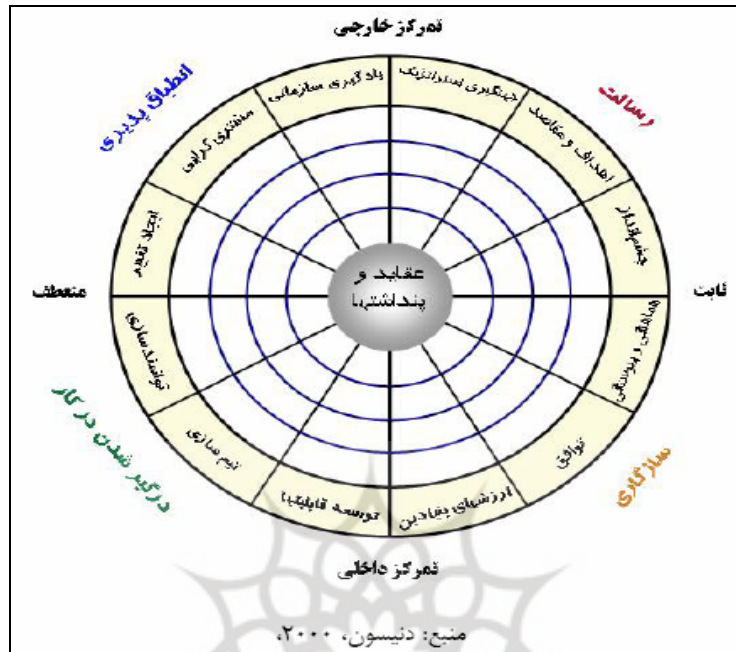 تمرکز خارجی
انطباق پذیری
رسالت
یادگیری سازمانی
جهتگیری استراتژیک
مشتری گرایی
اهداف و مقاصد
ایجاد تغییر
چشم‌انداز
منعطف
عقاید و
پنداشتها
ثابت
توانمندسازی
هماهنگی و پیوستگی
تیم سازی
توافق
توسعه قابلیتها
ارزشهای بنیادین
درگیر شدن در کار
سازگاری
تمرکز داخلی
منبع: دنیسون، ۲۰۰۰،